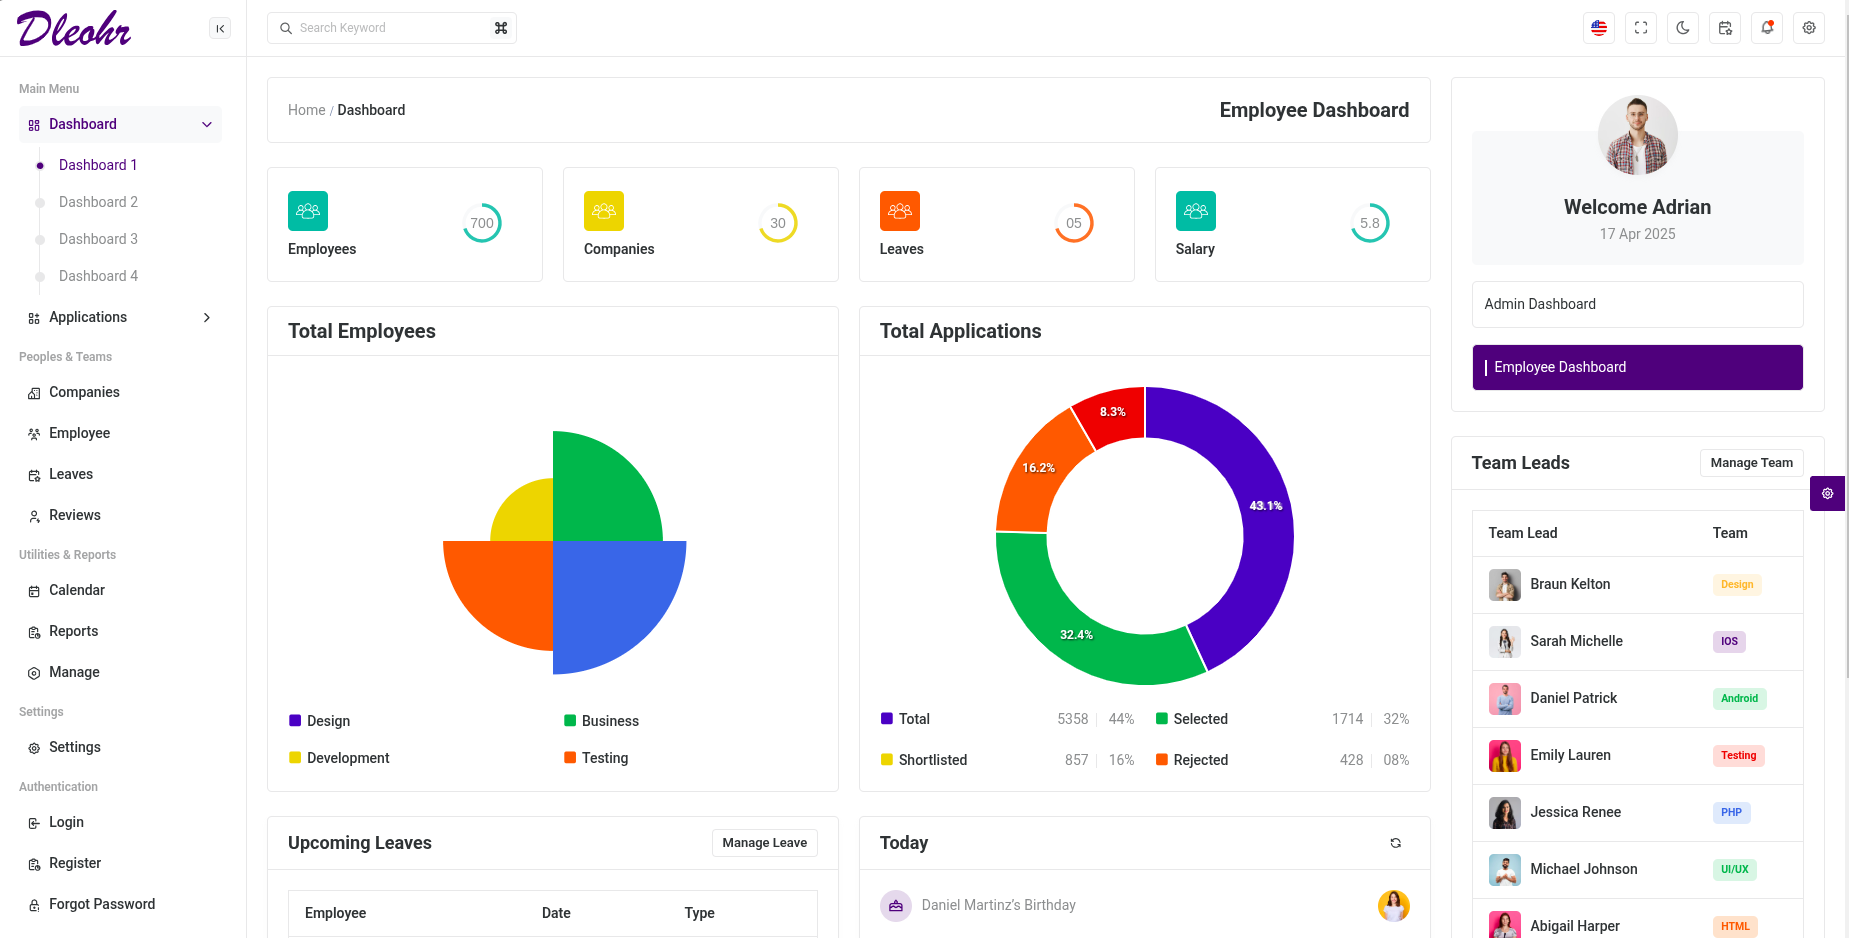 Dleohr
Search Keyword
Main Menu
Dashboard
Dashboard 1
Dashboard 2
Dashboard 3
Dashboard 4
Applications
Peoples & Teams
Companies
Employee
Leaves
Reviews
Utilities & Reports
Calendar
Reports
Manage
Settings
Settings
Authentication
Login
Register
Forgot Password
Home / Dashboard
Employee Dashboard
Employees
700
Companies
30
Leaves
05
Salary
5.8
Total Employees
Design
Business
Development
Testing
Total Applications
8.3%
16.2%
43.1%
32.4%
Total 5358 44%
Selected 1714 32%
Shortlisted 857 16%
Rejected 428 08%
Upcoming Leaves
Manage Leave
Employee Date Type
Today
Daniel Martinz's Birthday
Welcome Adrian
17 Apr 2025
Admin Dashboard
Employee Dashboard
Team Leads
Manage Team
Team Lead Team
Braun Kelton Design
Sarah Michelle IOS
Daniel Patrick Android
Emily Lauren Testing
Jessica Renee PHP
Michael Johnson UI/UX
Abigail Harper HTML